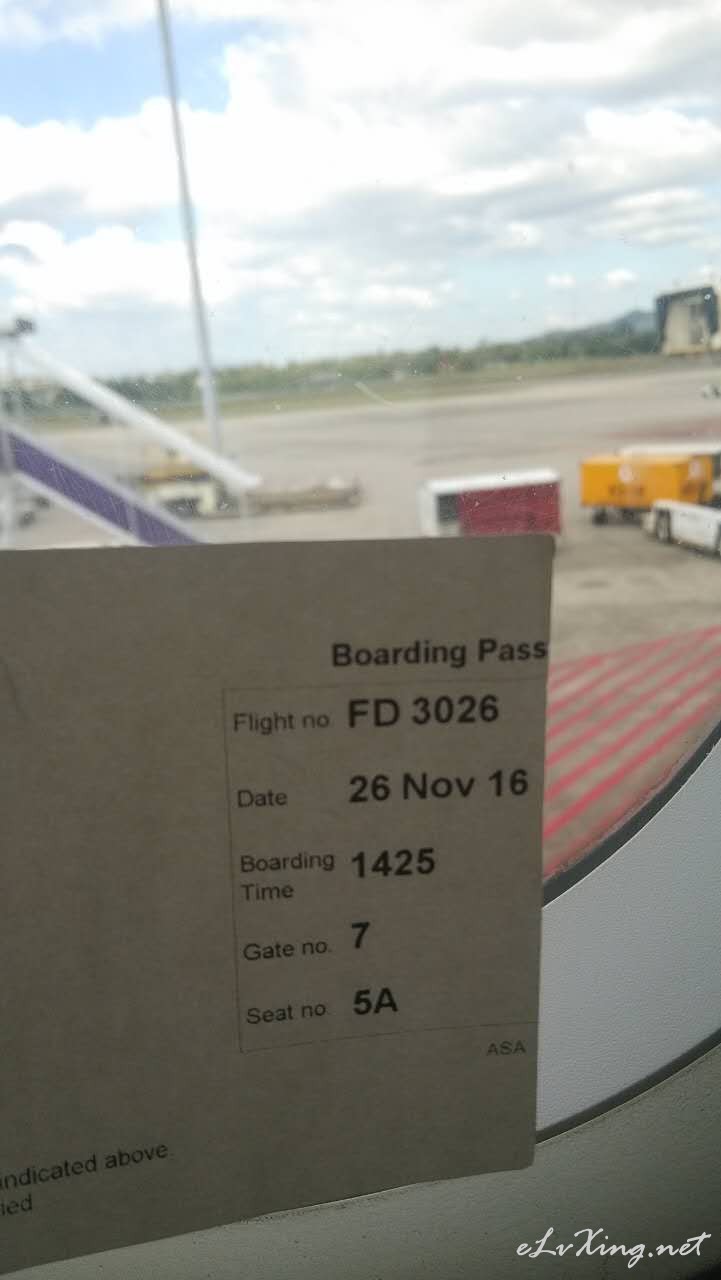 Boarding Pass
Flight no. FD 3026
Date 26 Nov 16
Boarding Time 1425
Gate no. 7
Seat no. 5A
ASA
indicated above
ied
eLvXing.net